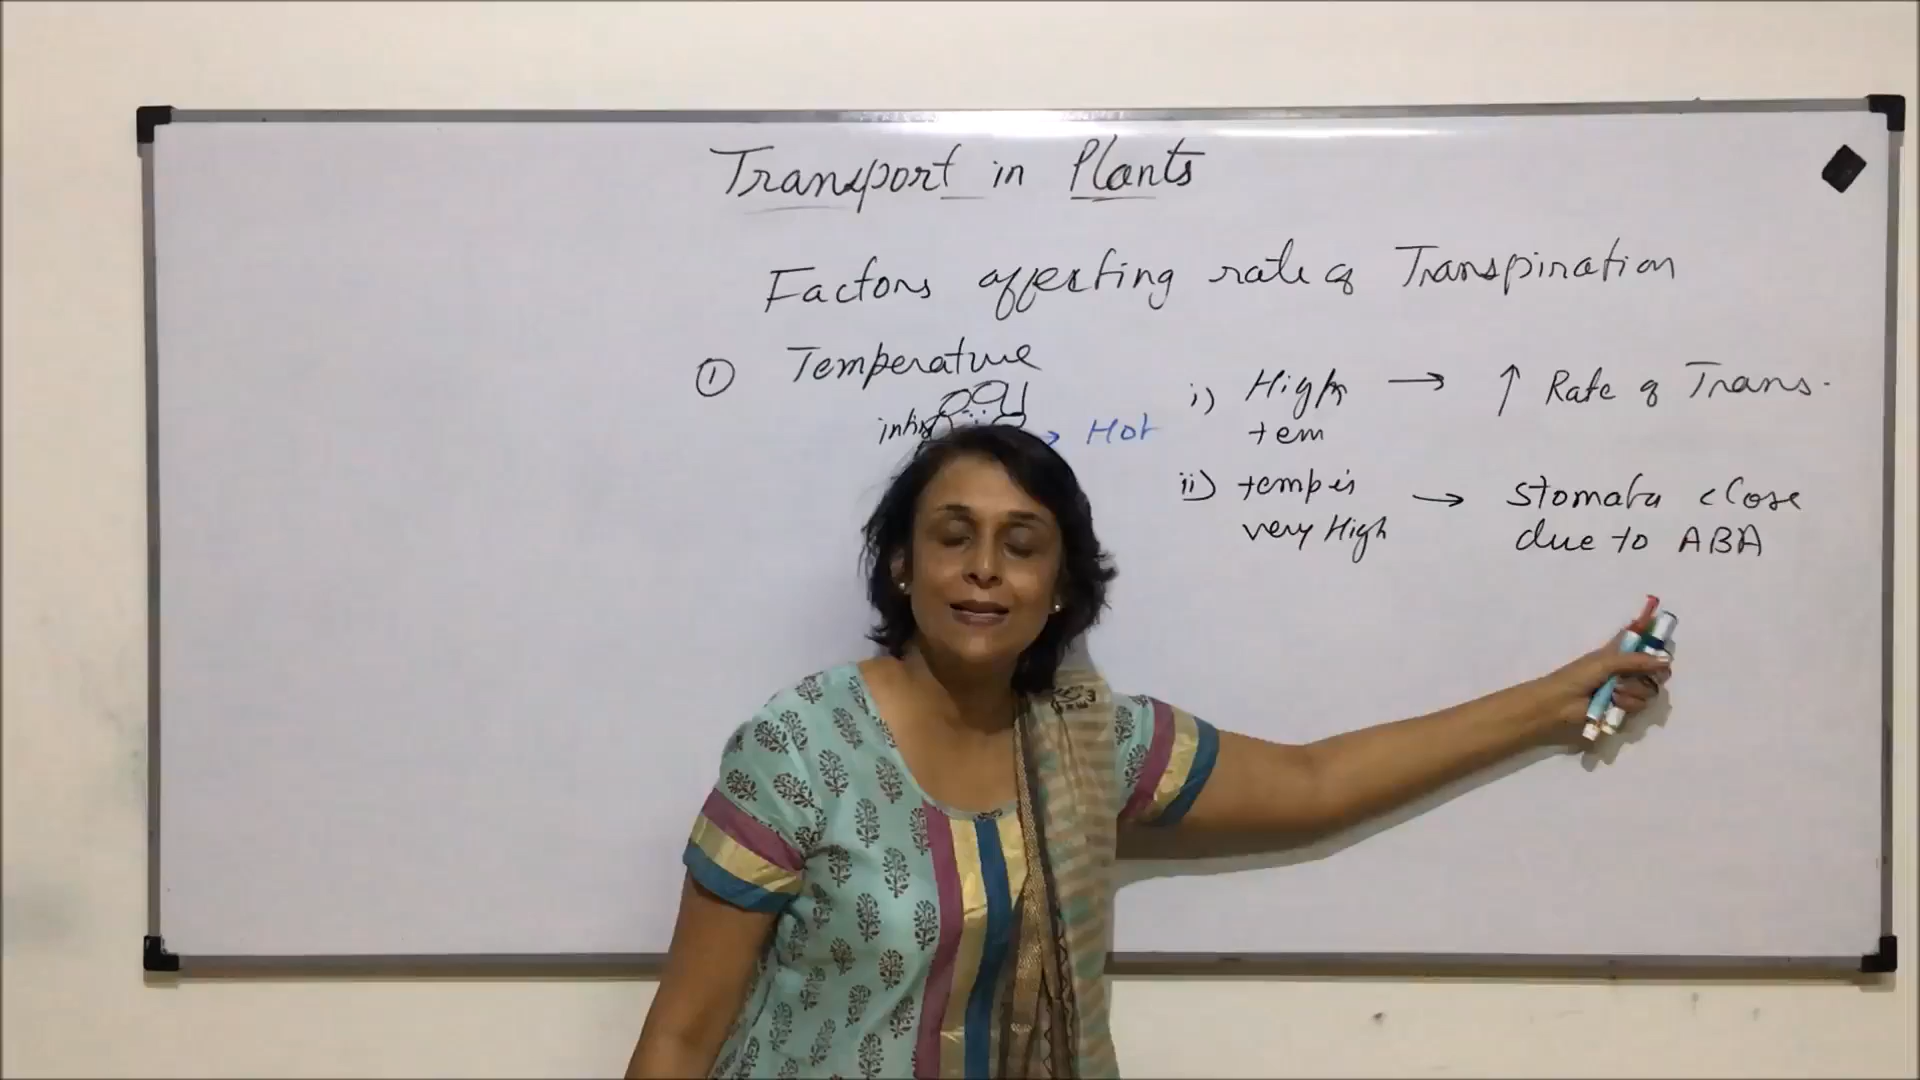 Transport in Plants
Factors affecting rate of Transpiration
① Temperature
i) High → ↑ Rate of Trans.
tem
→ Hot
ii) temp is → Stomata close
very High due to ABA